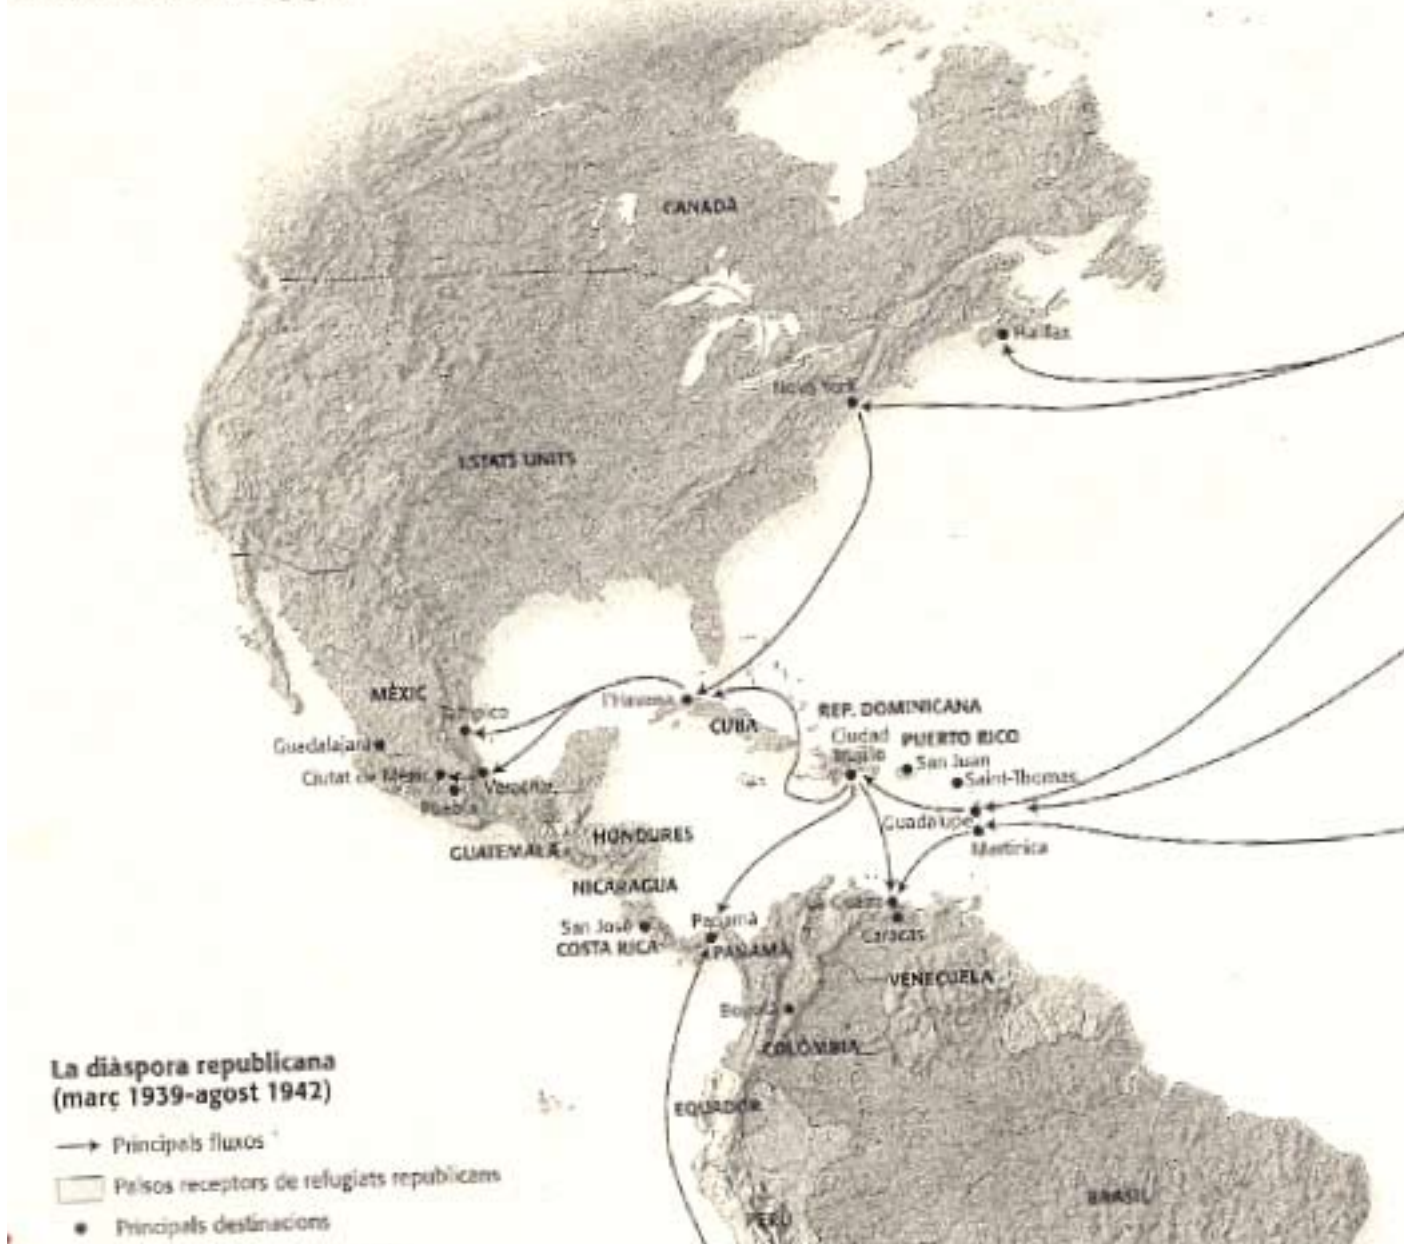 CANADÀ
Halifax
Nova York
ESTATS UNITS
MÈXIC
Tampico
l'Havana
CUBA
REP. DOMINICANA
Ciudad
Trujillo
PUERTO RICO
San Juan
Saint-Thomas
Guadalajara
Ciutat de Mèxic
Veracruz
Puebla
Guadalupe
Martinica
HONDURES
GUATEMALA
NICARAGUA
San José
COSTA RICA
Panamà
PANAMÀ
La Guaira
Caracas
VENEÇUELA
Bogotà
COLÒMBIA
EQUADOR
BRASIL
PERÚ
La diàspora republicana
(març 1939-agost 1942)
Principals fluxos
Països receptors de refugiats republicans
Principals destinacions